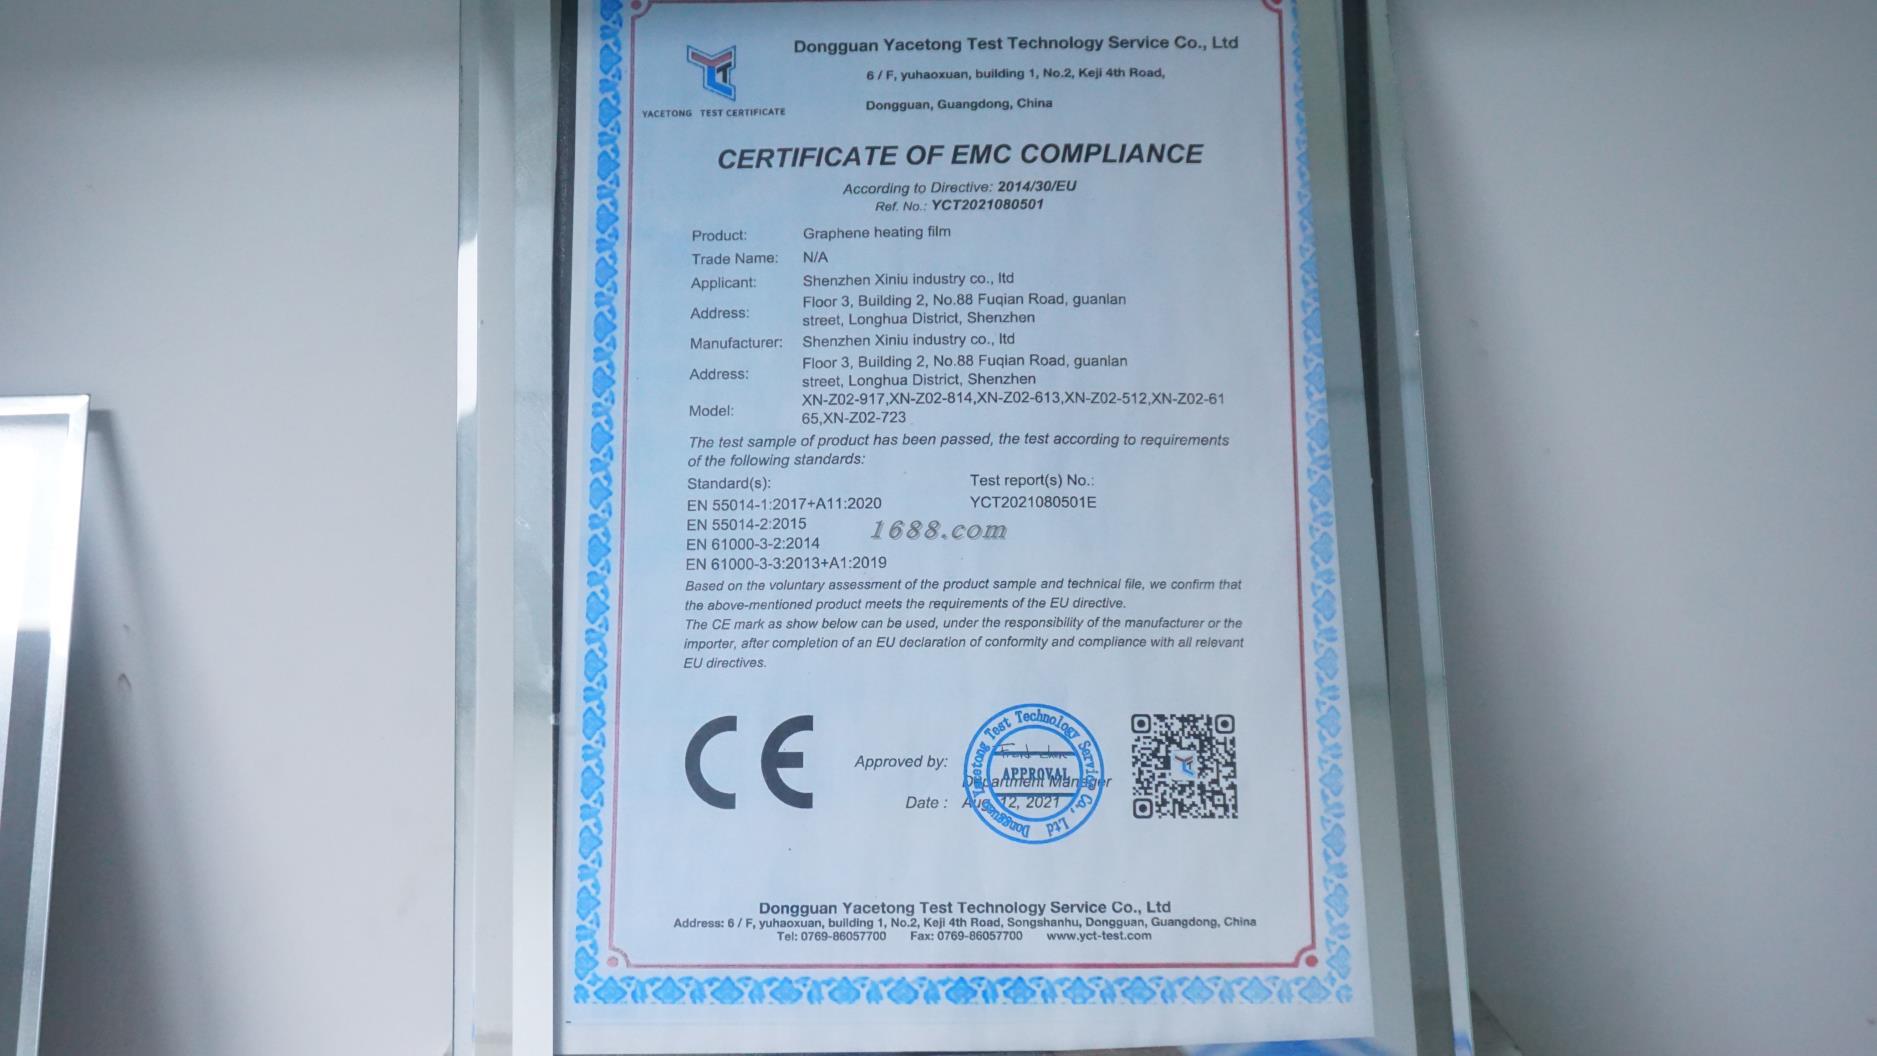 Dongguan Yacetong Test Technology Service Co., Ltd
6 / F, yuhaoxuan, building 1, No.2, Keji 4th Road,
Dongguan, Guangdong, China
YACETONG TEST CERTIFICATE
CERTIFICATE OF EMC COMPLIANCE
According to Directive: 2014/30/EU
Ref. No.: YCT2021080501
Product: Graphene heating film
Trade Name: N/A
Applicant: Shenzhen Xiniu industry co., ltd
Address: Floor 3, Building 2, No.88 Fuqian Road, guanlan
street, Longhua District, Shenzhen
Manufacturer: Shenzhen Xiniu industry co., ltd
Address: Floor 3, Building 2, No.88 Fuqian Road, guanlan
street, Longhua District, Shenzhen
Model: XN-Z02-917,XN-Z02-814,XN-Z02-613,XN-Z02-512,XN-Z02-61
65,XN-Z02-723
The test sample of product has been passed, the test according to requirements
of the following standards:
Standard(s): Test report(s) No.:
EN 55014-1:2017+A11:2020 YCT2021080501E
EN 55014-2:2015
1688.com
EN 61000-3-2:2014
EN 61000-3-3:2013+A1:2019
Based on the voluntary assessment of the product sample and technical file, we confirm that
the above-mentioned product meets the requirements of the EU directive.
The CE mark as show below can be used, under the responsibility of the manufacturer or the
importer, after completion of an EU declaration of conformity and compliance with all relevant
EU directives.
CE
Approved by:
Dongguan Yacetong Test Technology Service Co., Ltd
APPROVAL
Department Manager
Date : Aug. 12, 2021
Dongguan Yacetong Test Technology Service Co., Ltd
Address: 6 / F, yuhaoxuan, building 1, No.2, Keji 4th Road, Songshanhu, Dongguan, Guangdong, China
Tel: 0769-86057700 Fax: 0769-86057700 www.yct-test.com